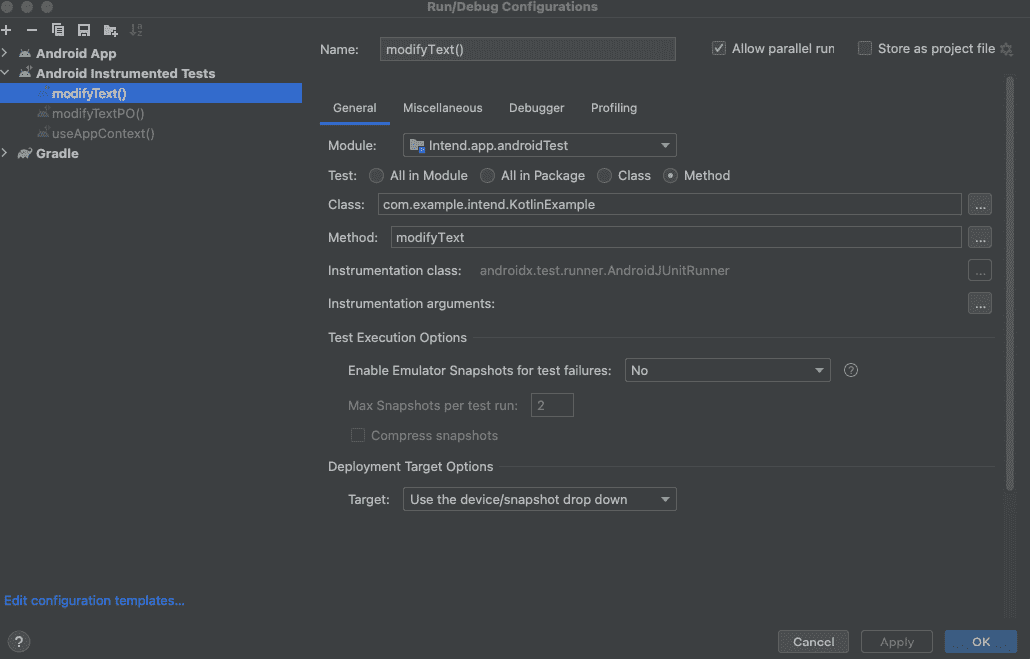 Run/Debug Configurations
Name: modifyText() Allow parallel run Store as project file
Android App
Android Instrumented Tests
modifyText()
modifyTextPO()
useAppContext()
Gradle
General Miscellaneous Debugger Profiling
Module: Intend.app.androidTest
Test: All in Module All in Package Class Method
Class: com.example.intend.KotlinExample ...
Method: modifyText ...
Instrumentation class: androidx.test.runner.AndroidJUnitRunner ...
Instrumentation arguments: ...
Test Execution Options
Enable Emulator Snapshots for test failures: No ?
Max Snapshots per test run: 2
Compress snapshots
Deployment Target Options
Target: Use the device/snapshot drop down
Edit configuration templates...
? Cancel Apply OK